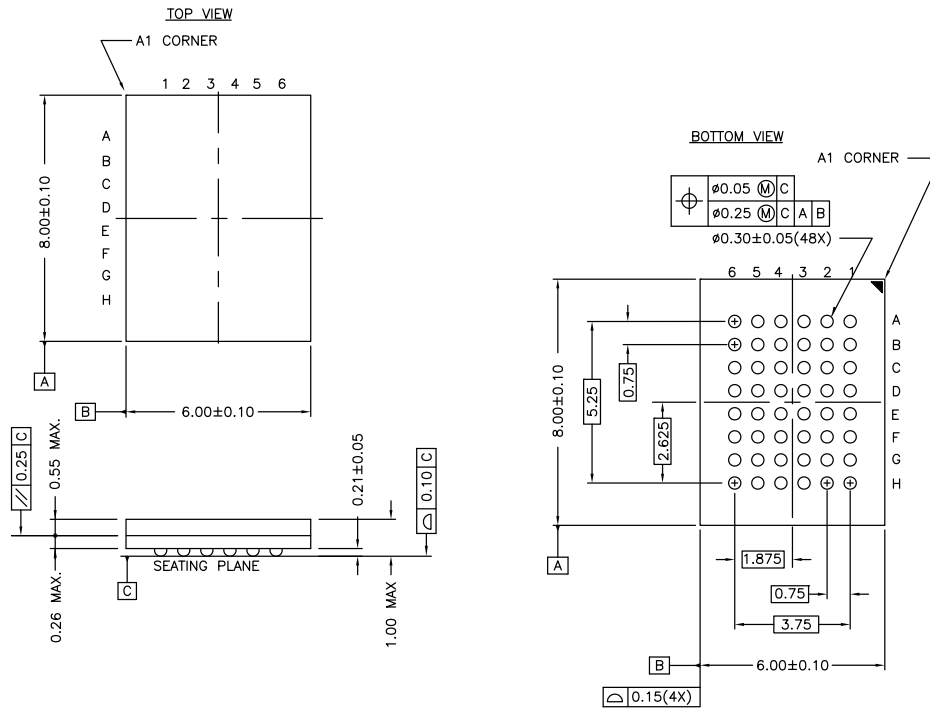 TOP VIEW
A1 CORNER
1 2 3 4 5 6
A
B
C
D
E
F
G
H
8.00±0.10
A
B
6.00±0.10
// 0.25 C
0.55 MAX.
0.21±0.05
⌓ 0.10 C
SEATING PLANE
C
0.26 MAX.
1.00 MAX
BOTTOM VIEW
A1 CORNER
⌖ ø0.05 Ⓜ C
ø0.25 Ⓜ C A B
ø0.30±0.05(48X)
6 5 4 3 2 1
A
B
C
D
E
F
G
H
8.00±0.10
5.25
0.75
2.625
A
1.875
0.75
3.75
B
6.00±0.10
⌓ 0.15(4X)